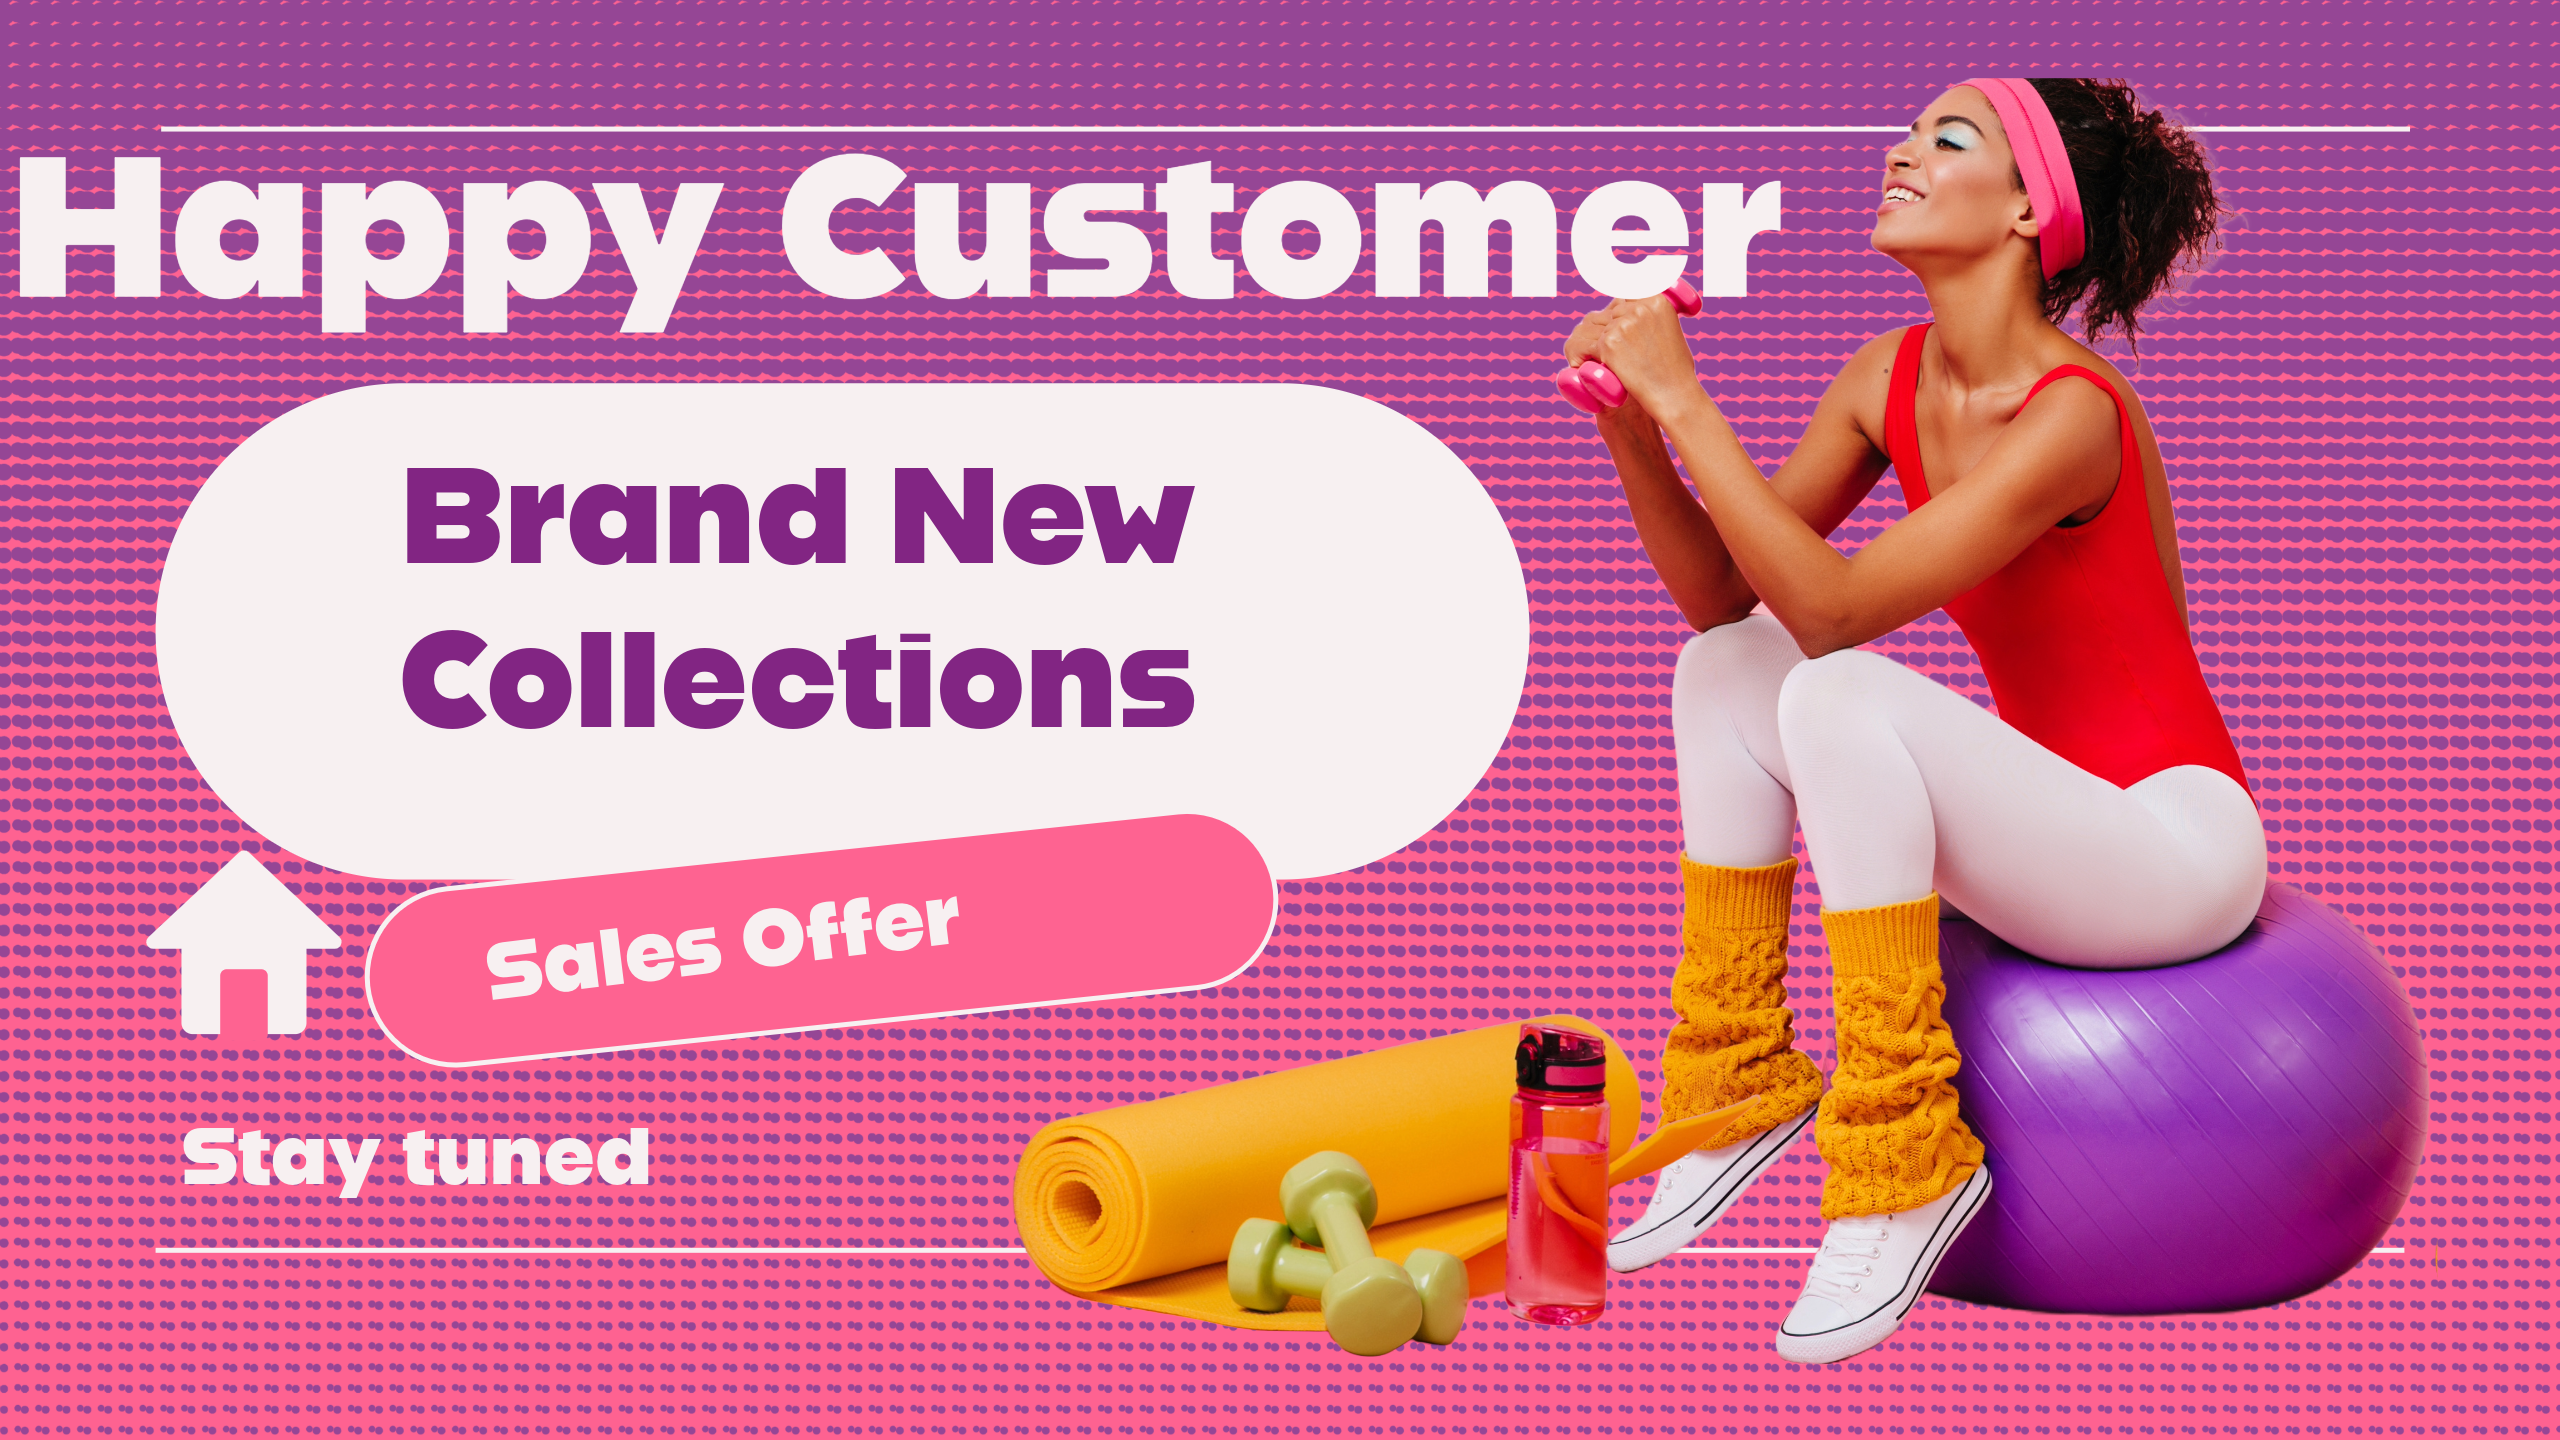 Happy Customer
Brand New
Collections
Sales Offer
Stay tuned